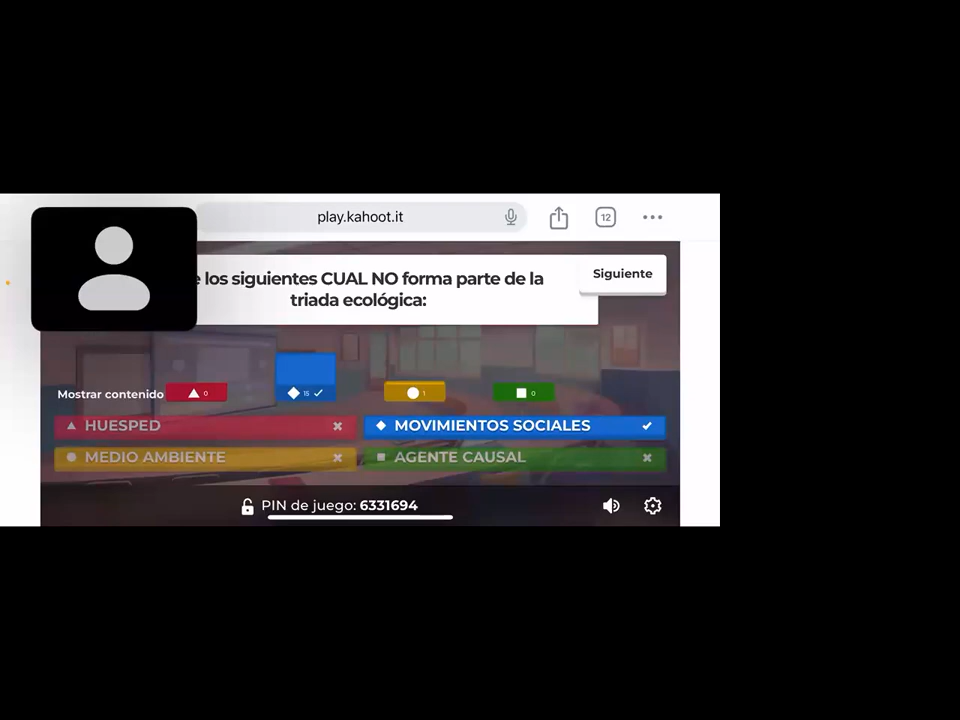 play.kahoot.it
12
los siguientes CUAL NO forma parte de la
triada ecológica:
Siguiente
Mostrar contenido
0
15
1
0
HUESPED
MOVIMIENTOS SOCIALES
MEDIO AMBIENTE
AGENTE CAUSAL
PIN de juego: 6331694